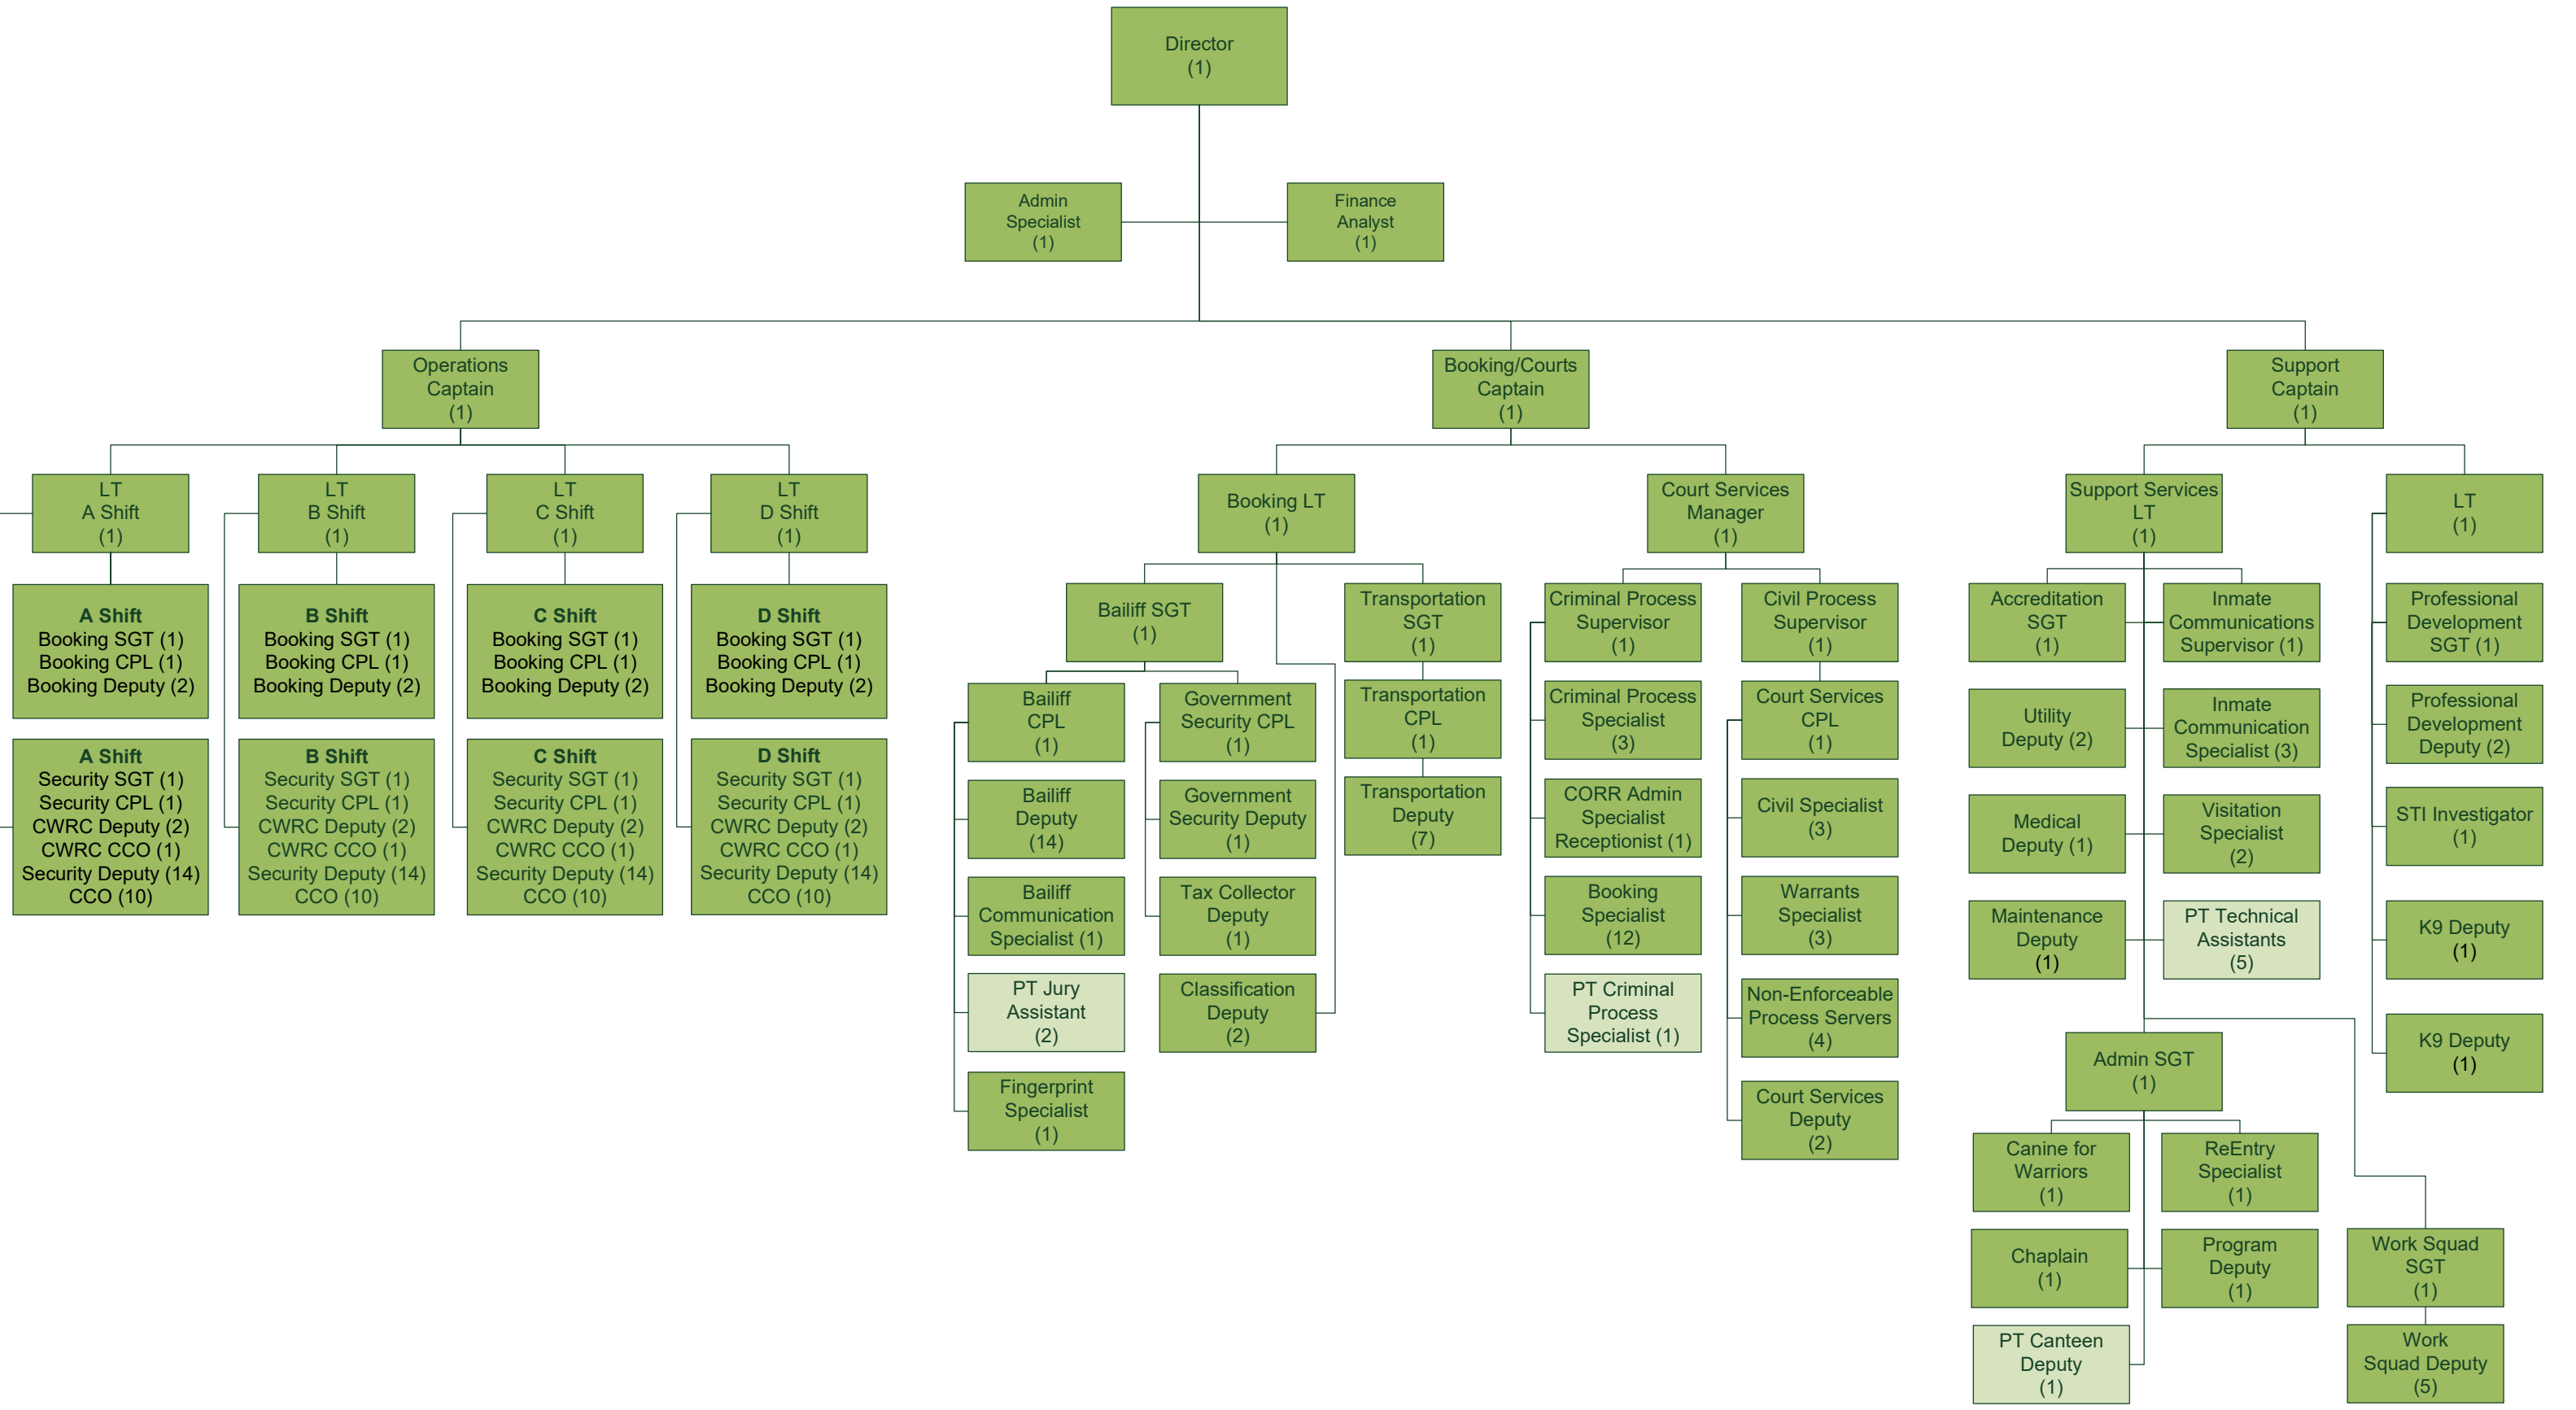 Director
(1)
Admin
Specialist
(1)
Finance
Analyst
(1)
Operations
Captain
(1)
Booking/Courts
Captain
(1)
Support
Captain
(1)
LT
A Shift
(1)
LT
B Shift
(1)
LT
C Shift
(1)
LT
D Shift
(1)
A Shift
Booking SGT (1)
Booking CPL (1)
Booking Deputy (2)
B Shift
Booking SGT (1)
Booking CPL (1)
Booking Deputy (2)
C Shift
Booking SGT (1)
Booking CPL (1)
Booking Deputy (2)
D Shift
Booking SGT (1)
Booking CPL (1)
Booking Deputy (2)
A Shift
Security SGT (1)
Security CPL (1)
CWRC Deputy (2)
CWRC CCO (1)
Security Deputy (14)
CCO (10)
B Shift
Security SGT (1)
Security CPL (1)
CWRC Deputy (2)
CWRC CCO (1)
Security Deputy (14)
CCO (10)
C Shift
Security SGT (1)
Security CPL (1)
CWRC Deputy (2)
CWRC CCO (1)
Security Deputy (14)
CCO (10)
D Shift
Security SGT (1)
Security CPL (1)
CWRC Deputy (2)
CWRC CCO (1)
Security Deputy (14)
CCO (10)
Booking LT
(1)
Court Services
Manager
(1)
Bailiff SGT
(1)
Transportation
SGT
(1)
Bailiff
CPL
(1)
Government
Security CPL
(1)
Transportation
CPL
(1)
Bailiff
Deputy
(14)
Government
Security Deputy
(1)
Transportation
Deputy
(7)
Bailiff
Communication
Specialist (1)
Tax Collector
Deputy
(1)
PT Jury
Assistant
(2)
Classification
Deputy
(2)
Fingerprint
Specialist
(1)
Criminal Process
Supervisor
(1)
Civil Process
Supervisor
(1)
Criminal Process
Specialist
(3)
Court Services
CPL
(1)
CORR Admin
Specialist
Receptionist (1)
Civil Specialist
(3)
Booking
Specialist
(12)
Warrants
Specialist
(3)
PT Criminal
Process
Specialist (1)
Non-Enforceable
Process Servers
(4)
Court Services
Deputy
(2)
Support Services
LT
(1)
LT
(1)
Accreditation
SGT
(1)
Inmate
Communications
Supervisor (1)
Utility
Deputy (2)
Inmate
Communication
Specialist (3)
Medical
Deputy (1)
Visitation
Specialist
(2)
Maintenance
Deputy
(1)
PT Technical
Assistants
(5)
Professional
Development
SGT (1)
Professional
Development
Deputy (2)
STI Investigator
(1)
K9 Deputy
(1)
K9 Deputy
(1)
Admin SGT
(1)
Canine for
Warriors
(1)
ReEntry
Specialist
(1)
Chaplain
(1)
Program
Deputy
(1)
PT Canteen
Deputy
(1)
Work Squad
SGT
(1)
Work
Squad Deputy
(5)